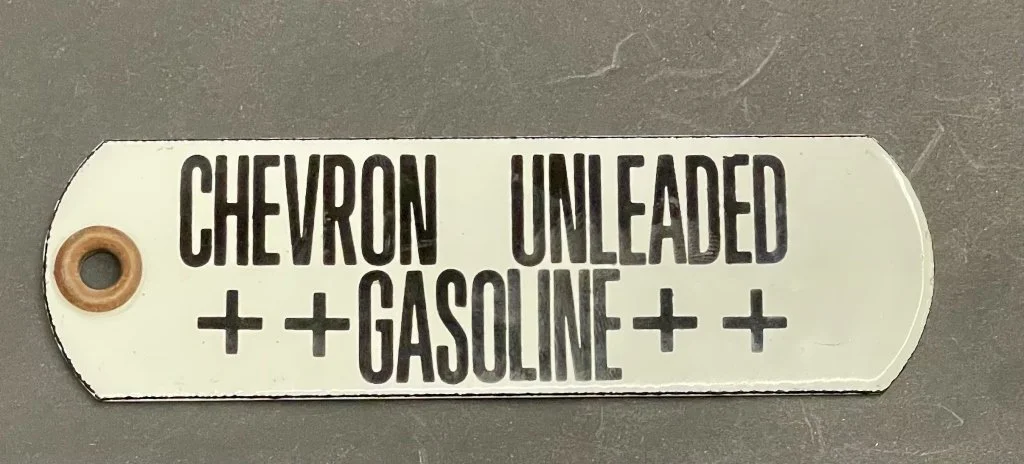 CHEVRON UNLEADED
++GASOLINE++